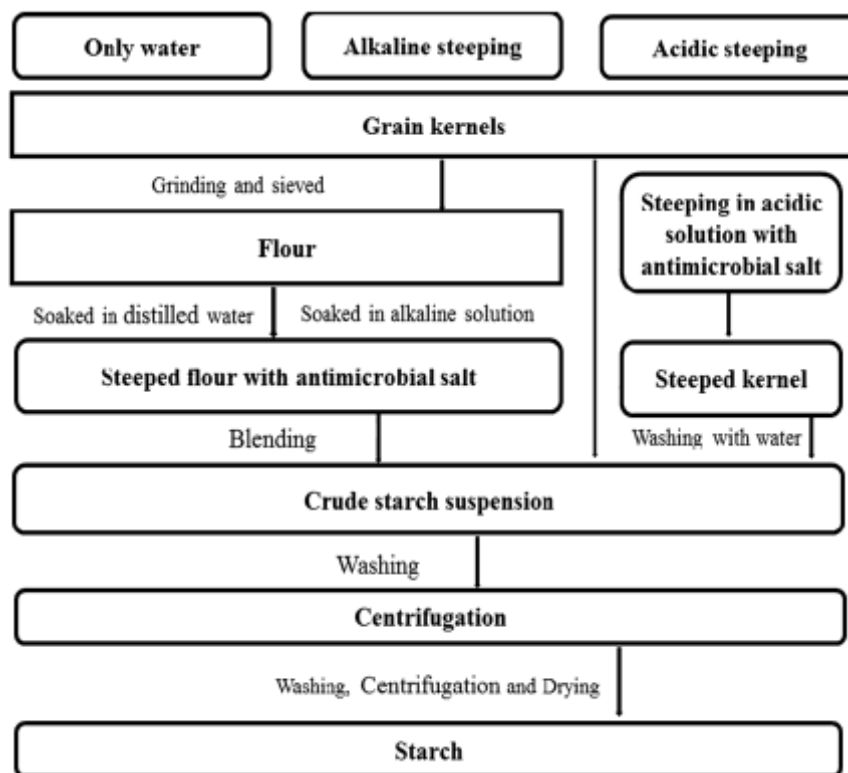 Only water
Alkaline steeping
Acidic steeping
Grain kernels
Grinding and sieved
Steeping in acidic
solution with
antimicrobial salt
Flour
Soaked in distilled water
Soaked in alkaline solution
Steeped flour with antimicrobial salt
Steeped kernel
Blending
Washing with water
Crude starch suspension
Washing
Centrifugation
Washing, Centrifugation and Drying
Starch